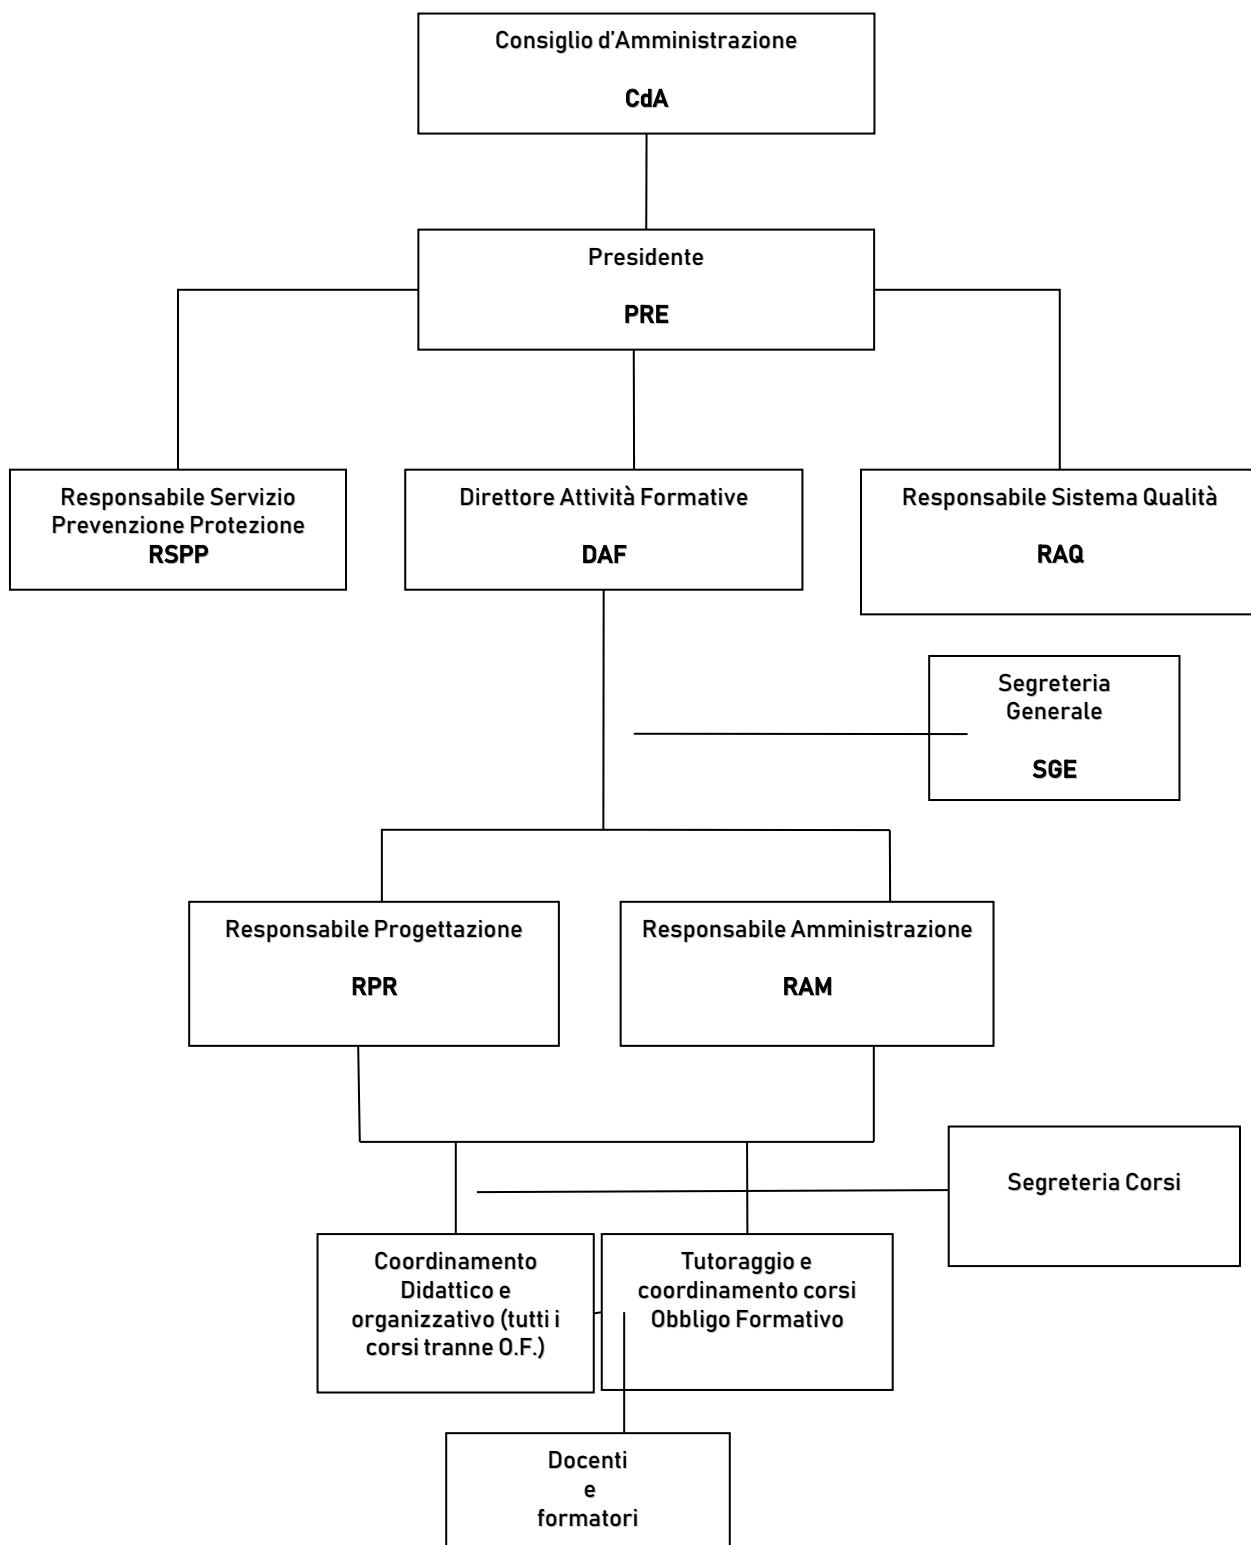 Consiglio d'Amministrazione
CdA
Presidente
PRE
Responsabile Servizio
Prevenzione Protezione
RSPP
Direttore Attività Formative
DAF
Responsabile Sistema Qualità
RAQ
Segreteria
Generale
SGE
Responsabile Progettazione
RPR
Responsabile Amministrazione
RAM
Segreteria Corsi
Coordinamento
Didattico e
organizzativo (tutti i
corsi tranne O.F.)
Tutoraggio e
coordinamento corsi
Obbligo Formativo
Docenti
e
formatori